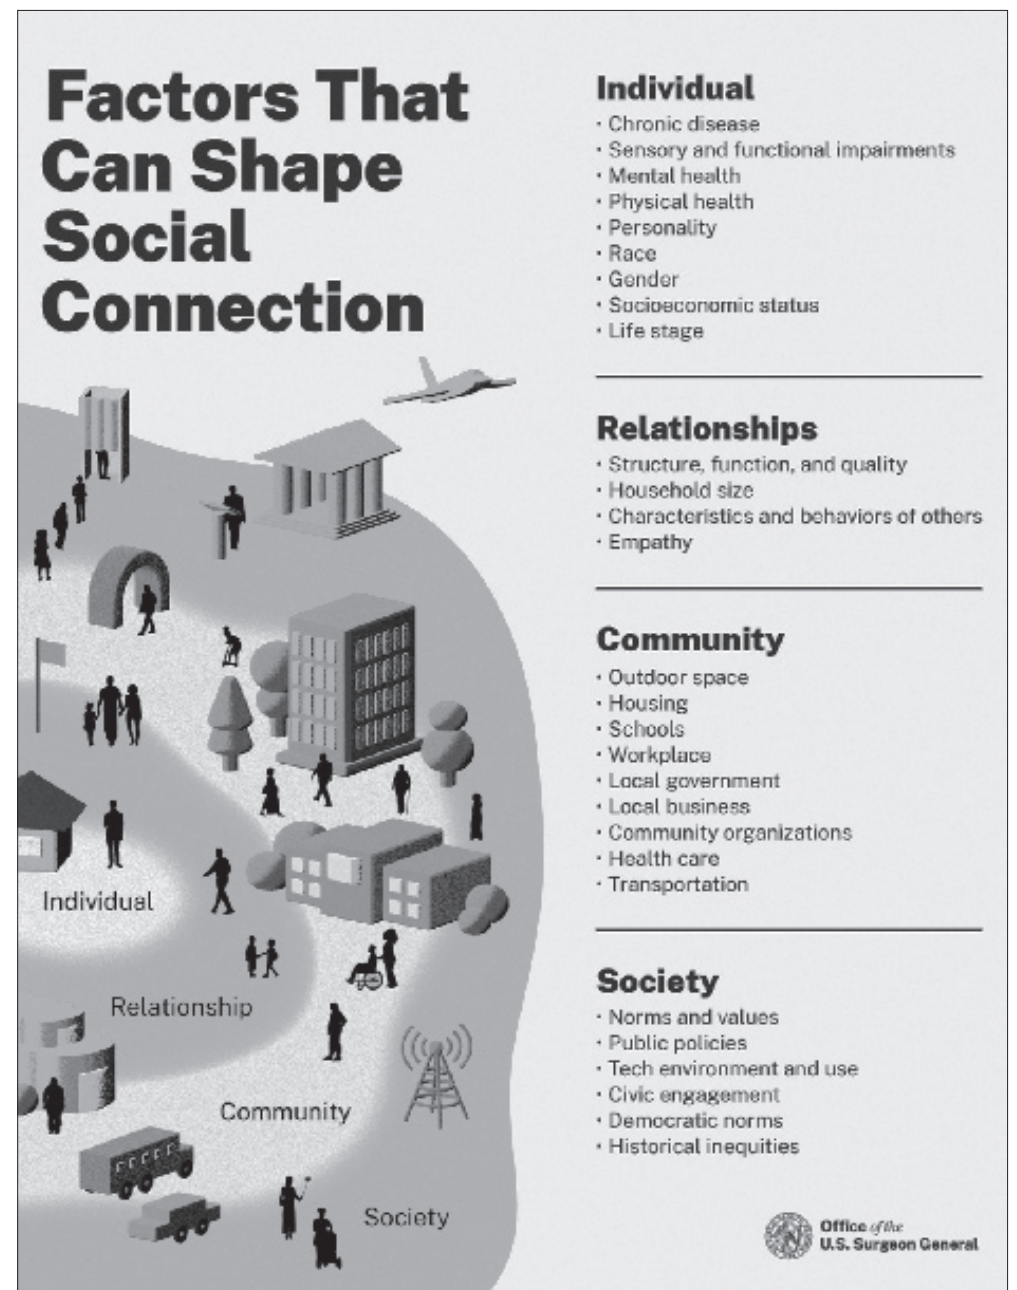 Factors That
Can Shape
Social
Connection
Individual
Relationship
Community
Society
Individual
· Chronic disease
· Sensory and functional impairments
· Mental health
· Physical health
· Personality
· Race
· Gender
· Socioeconomic status
· Life stage
Relationships
· Structure, function, and quality
· Household size
· Characteristics and behaviors of others
· Empathy
Community
· Outdoor space
· Housing
· Schools
· Workplace
· Local government
· Local business
· Community organizations
· Health care
· Transportation
Society
· Norms and values
· Public policies
· Tech environment and use
· Civic engagement
· Democratic norms
· Historical inequities
Office of the
U.S. Surgeon General